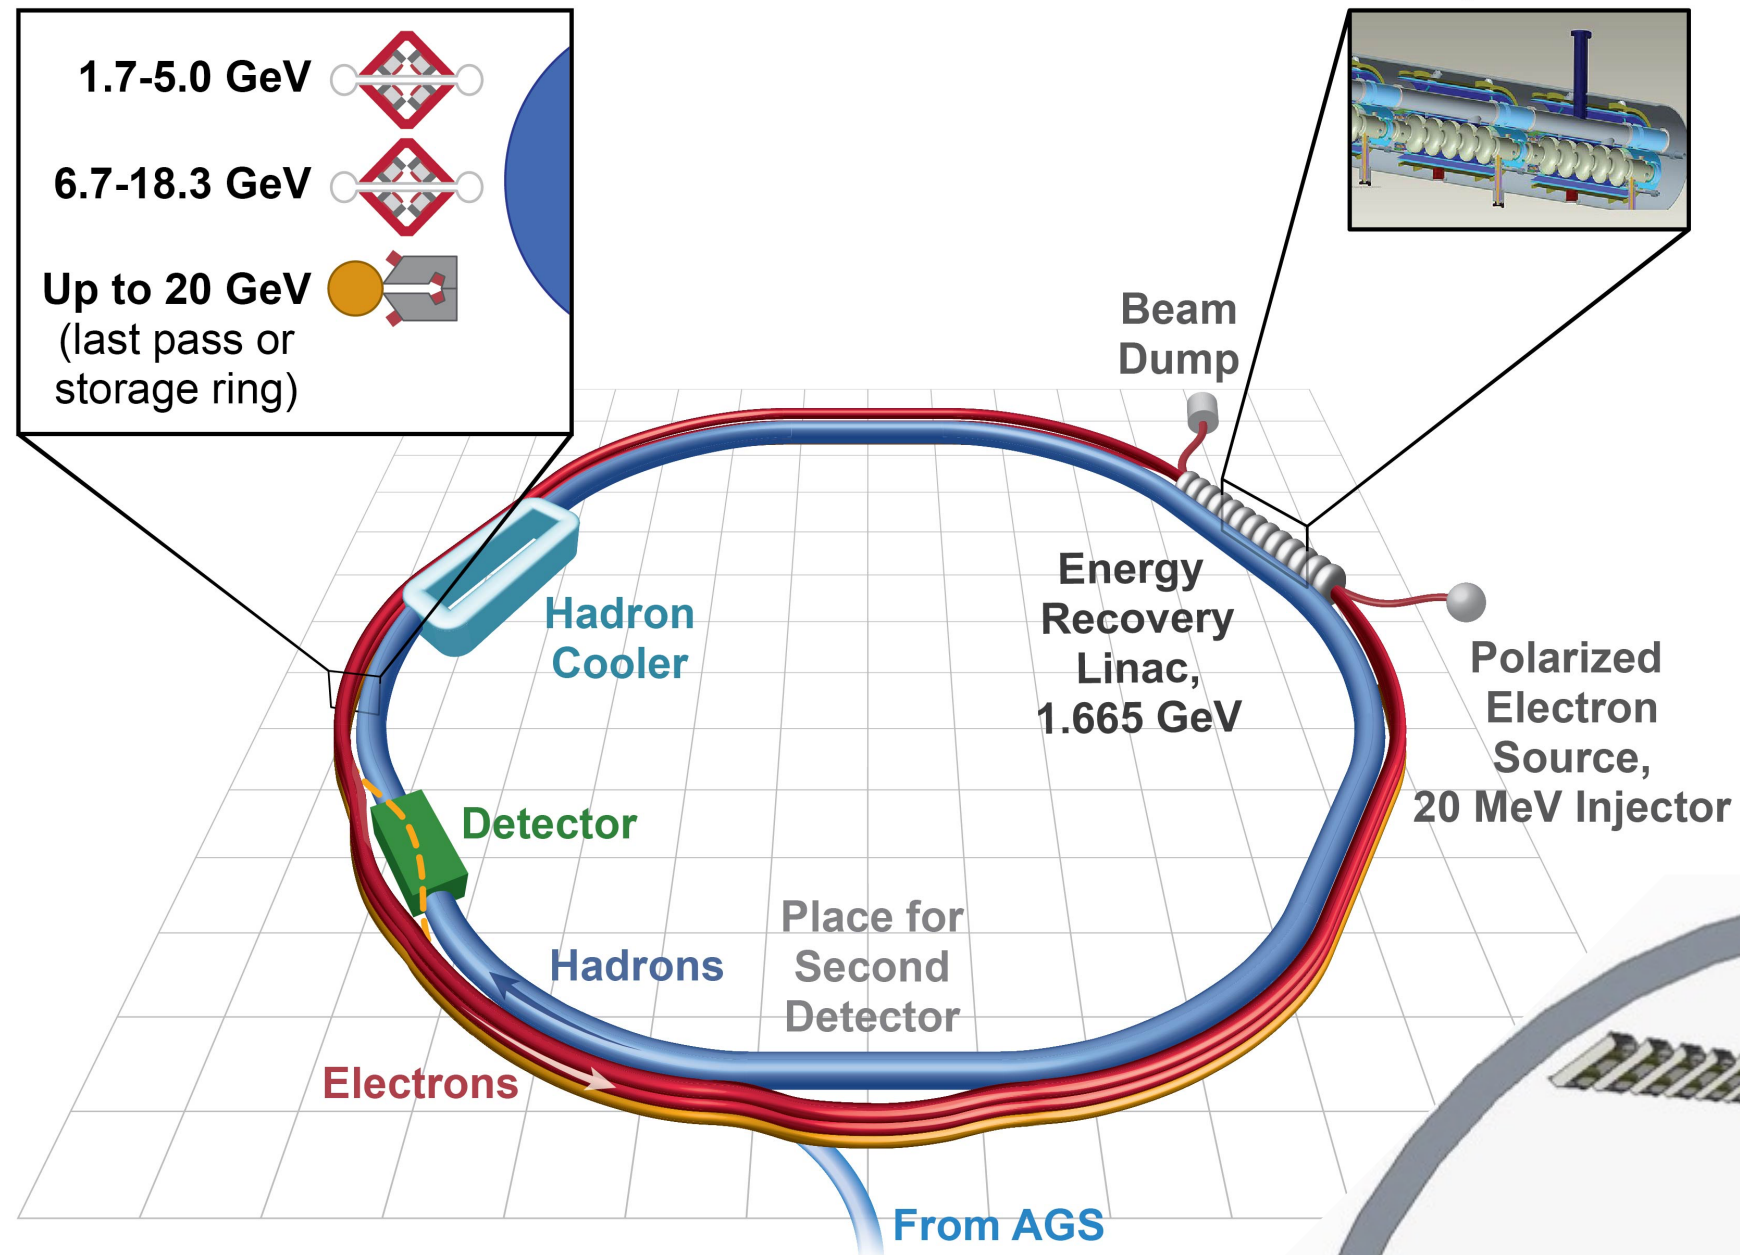 1.7-5.0 GeV
6.7-18.3 GeV
Up to 20 GeV
(last pass or
storage ring)
Beam
Dump
Energy
Recovery
Linac,
1.665 GeV
Polarized
Electron
Source,
20 MeV Injector
Hadron
Cooler
Detector
Hadrons
Place for
Second
Detector
Electrons
From AGS